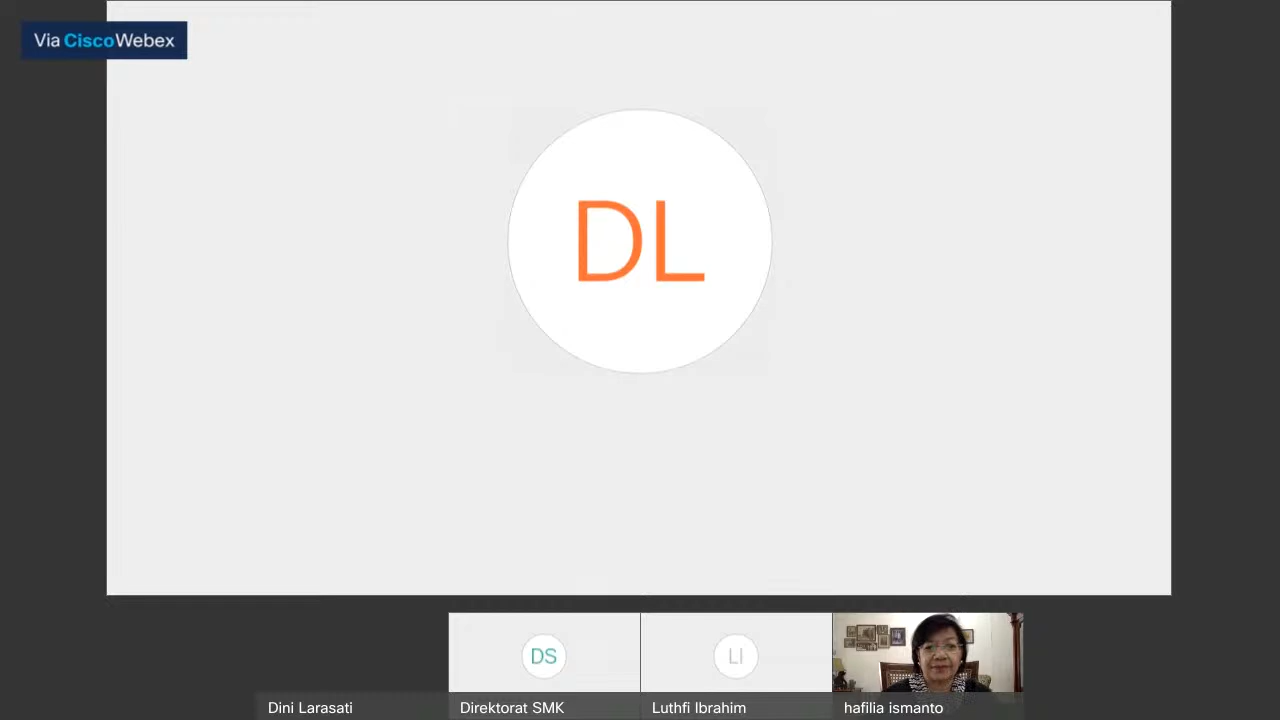 Via CiscoWebex
DL
DS
LI
Dini Larasati
Direktorat SMK
Luthfi Ibrahim
hafilia ismanto